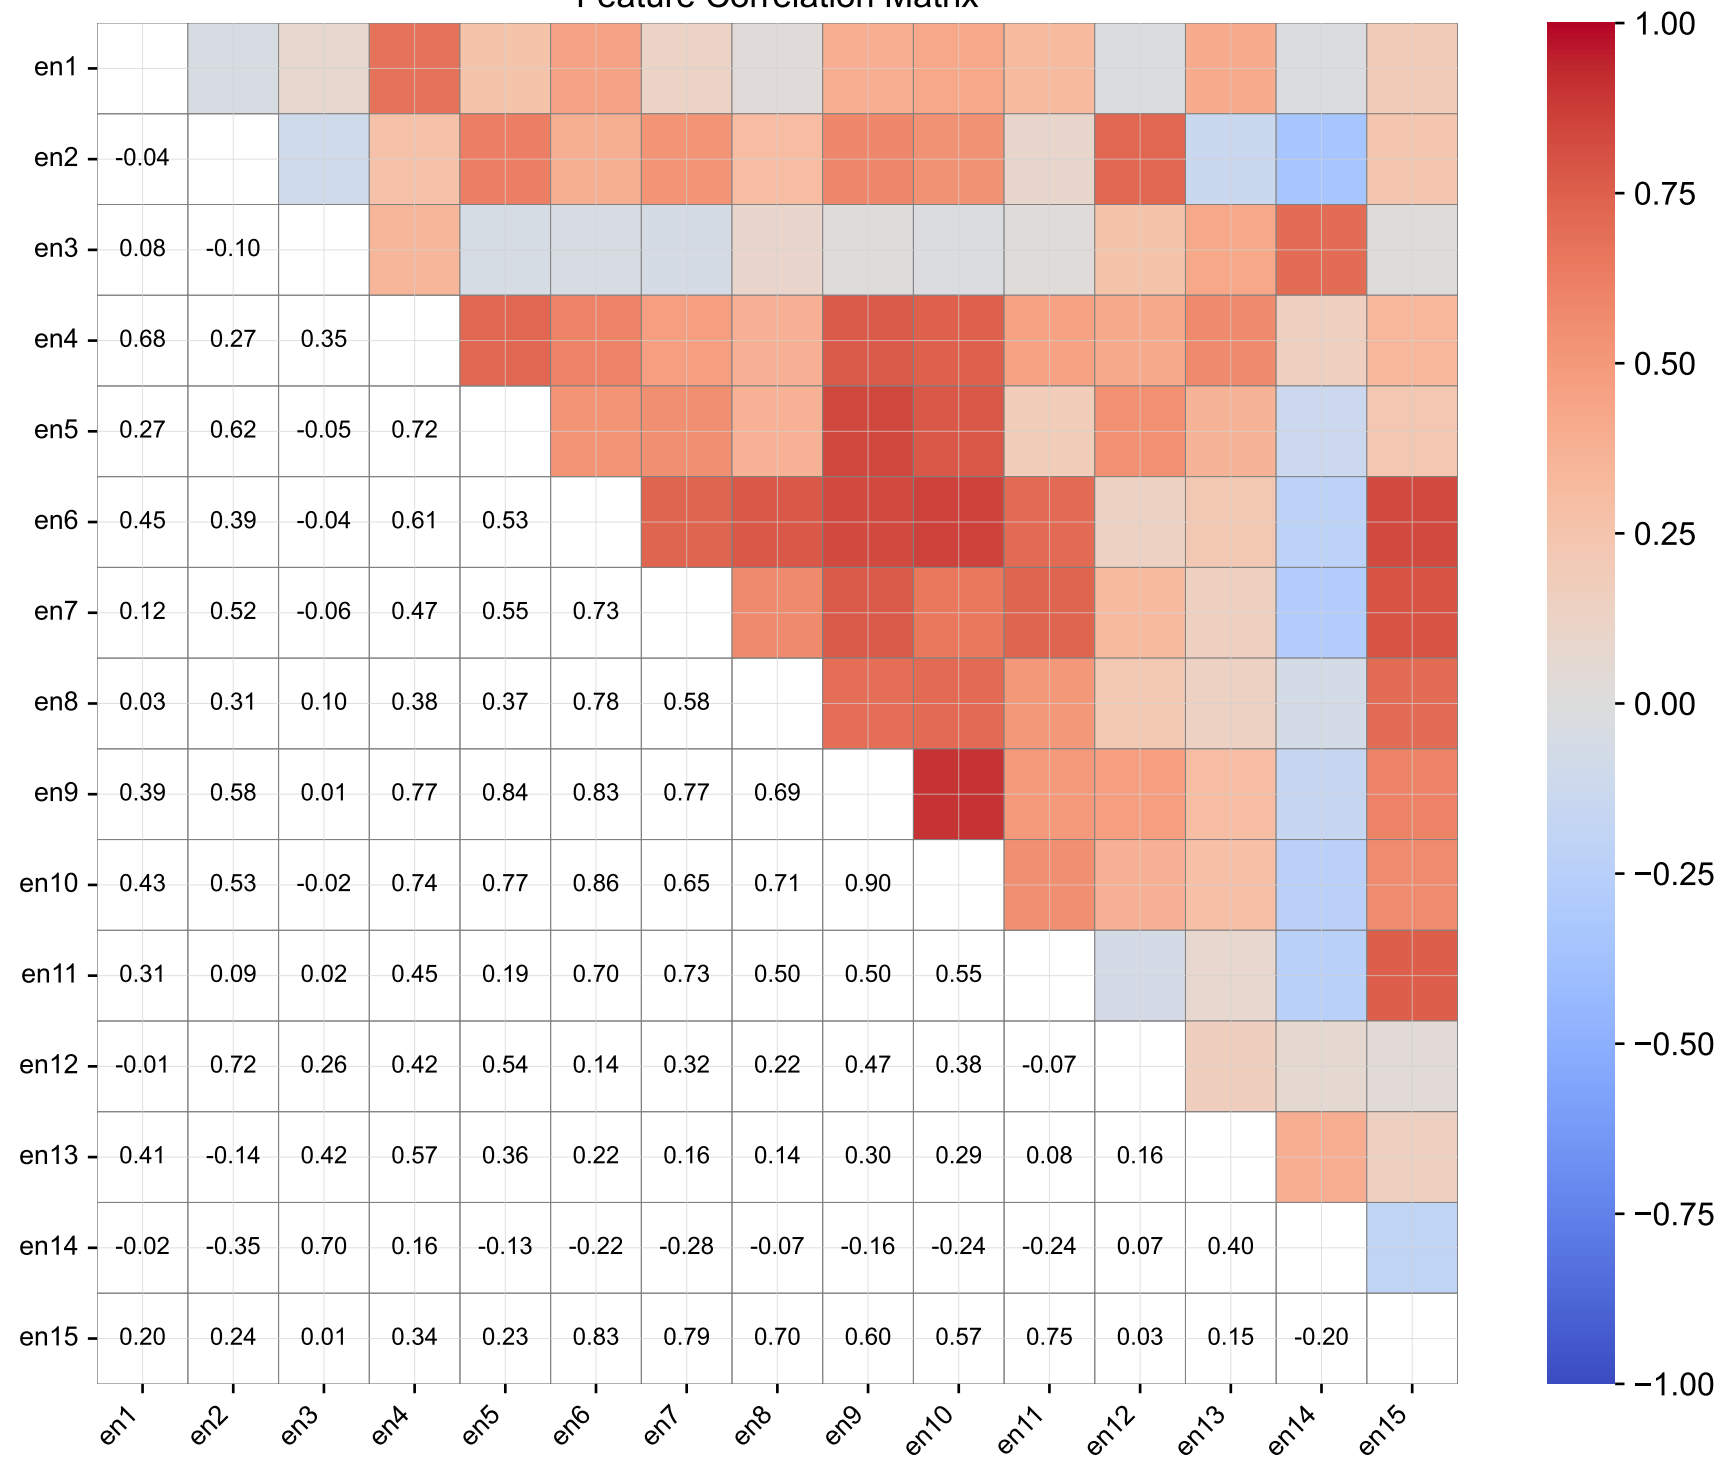 Feature Correlation Matrix
en1
en2 -0.04
en3 0.08 -0.10
en4 0.68 0.27 0.35
en5 0.27 0.62 -0.05 0.72
en6 0.45 0.39 -0.04 0.61 0.53
en7 0.12 0.52 -0.06 0.47 0.55 0.73
en8 0.03 0.31 0.10 0.38 0.37 0.78 0.58
en9 0.39 0.58 0.01 0.77 0.84 0.83 0.77 0.69
en10 0.43 0.53 -0.02 0.74 0.77 0.86 0.65 0.71 0.90
en11 0.31 0.09 0.02 0.45 0.19 0.70 0.73 0.50 0.50 0.55
en12 -0.01 0.72 0.26 0.42 0.54 0.14 0.32 0.22 0.47 0.38 -0.07
en13 0.41 -0.14 0.42 0.57 0.36 0.22 0.16 0.14 0.30 0.29 0.08 0.16
en14 -0.02 -0.35 0.70 0.16 -0.13 -0.22 -0.28 -0.07 -0.16 -0.24 -0.24 0.07 0.40
en15 0.20 0.24 0.01 0.34 0.23 0.83 0.79 0.70 0.60 0.57 0.75 0.03 0.15 -0.20
en1 en2 en3 en4 en5 en6 en7 en8 en9 en10 en11 en12 en13 en14 en15
1.00
0.75
0.50
0.25
0.00
−0.25
−0.50
−0.75
−1.00